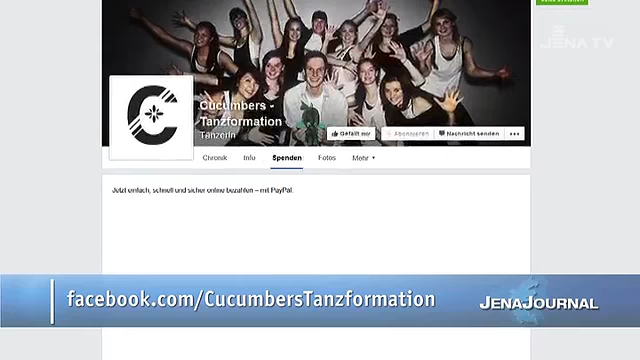 JENA TV
C
Cucumbers -
Tanzformation
Tänzerin
Gefällt mir
Abonnieren
Nachricht senden
Chronik
Info
Spenden
Fotos
Mehr
Jetzt einfach, schnell und sicher online bezahlen – mit PayPal.
facebook.com/CucumbersTanzformation
JENAJOURNAL